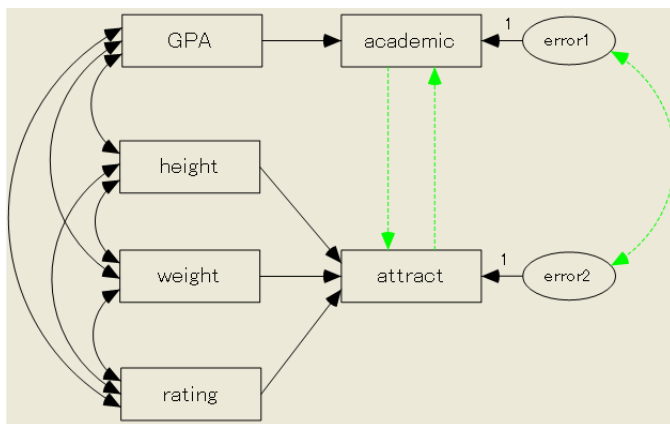 GPA
academic
1
error1
height
weight
attract
1
error2
rating